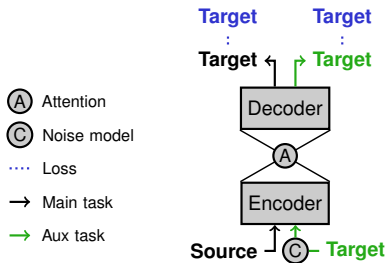 Target Target
Target Target
Decoder
A
Encoder
Source C Target
A Attention
C Noise model
Loss
Main task
Aux task